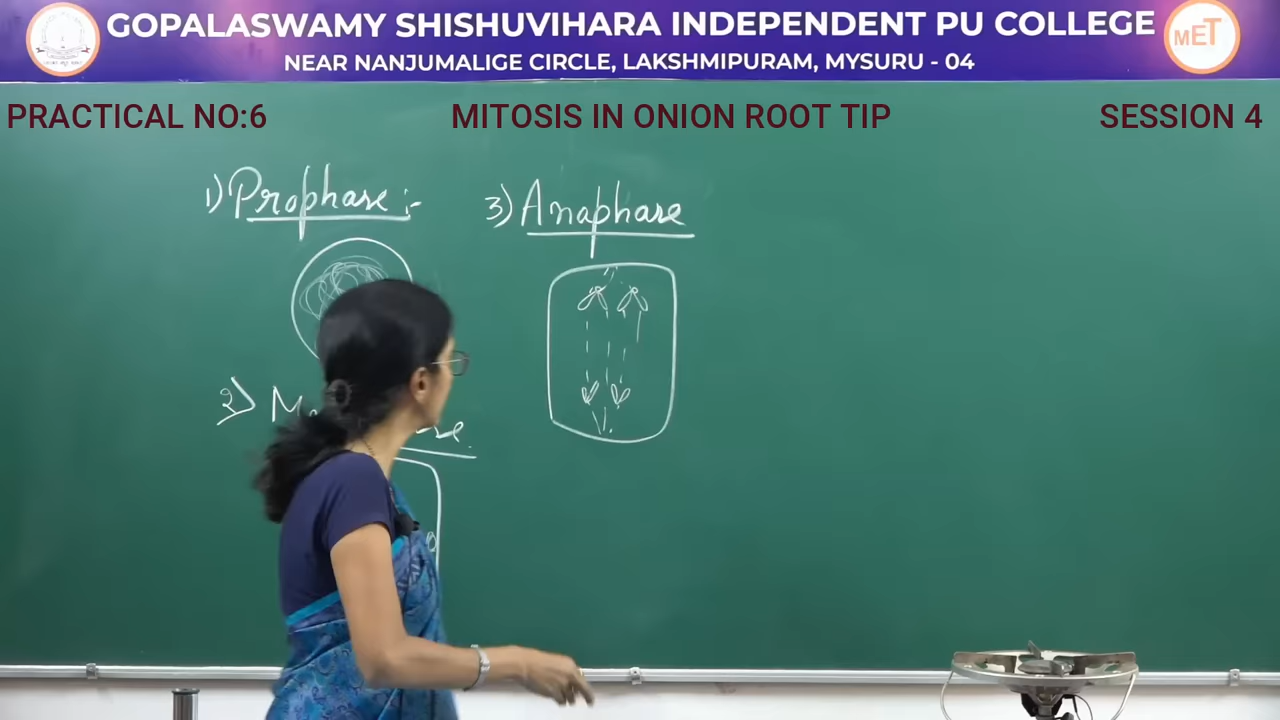 GOPALASWAMY SHISHUVIHARA INDEPENDENT PU COLLEGE
MET
NEAR NANJUMALIGE CIRCLE, LAKSHMIPURAM, MYSURU - 04
PRACTICAL NO:6 MITOSIS IN ONION ROOT TIP SESSION 4
1) Prophase :-
3) Anaphase
2)